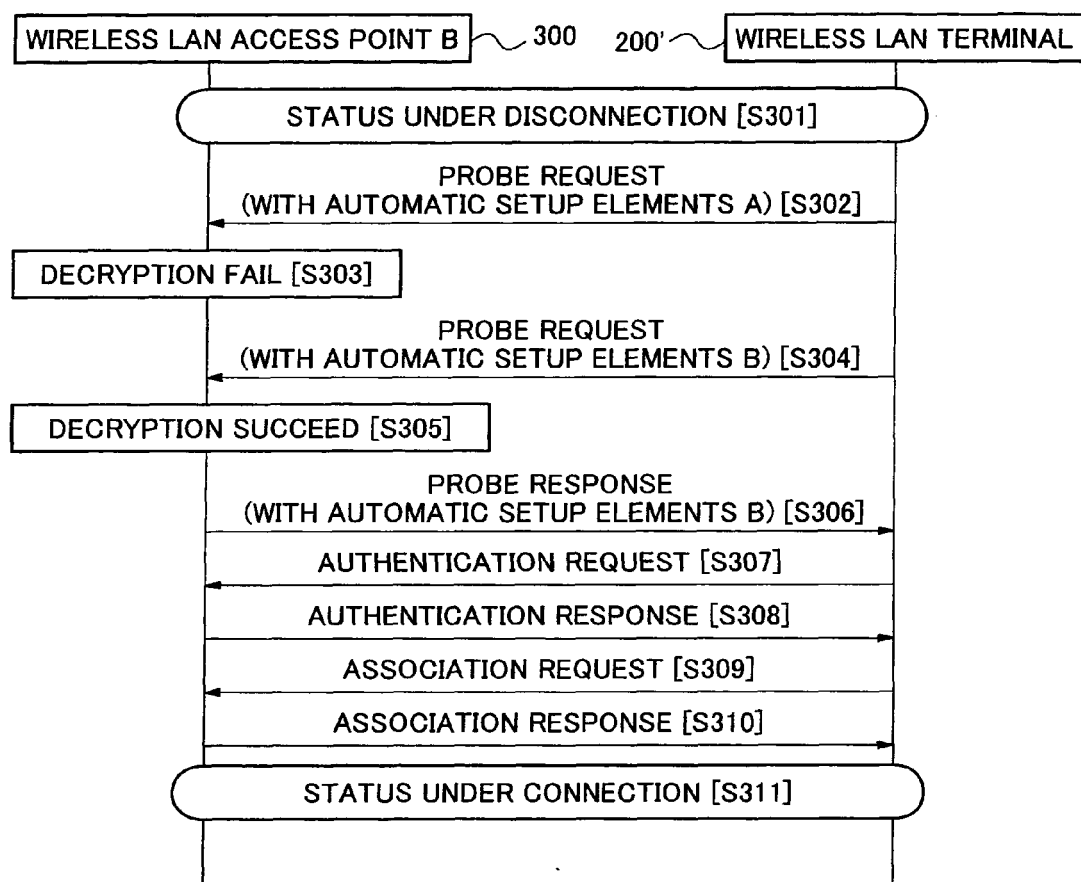 WIRELESS LAN ACCESS POINT B
300
200'
WIRELESS LAN TERMINAL
STATUS UNDER DISCONNECTION [S301]
PROBE REQUEST
(WITH AUTOMATIC SETUP ELEMENTS A) [S302]
DECRYPTION FAIL [S303]
PROBE REQUEST
(WITH AUTOMATIC SETUP ELEMENTS B) [S304]
DECRYPTION SUCCEED [S305]
PROBE RESPONSE
(WITH AUTOMATIC SETUP ELEMENTS B) [S306]
AUTHENTICATION REQUEST [S307]
AUTHENTICATION RESPONSE [S308]
ASSOCIATION REQUEST [S309]
ASSOCIATION RESPONSE [S310]
STATUS UNDER CONNECTION [S311]